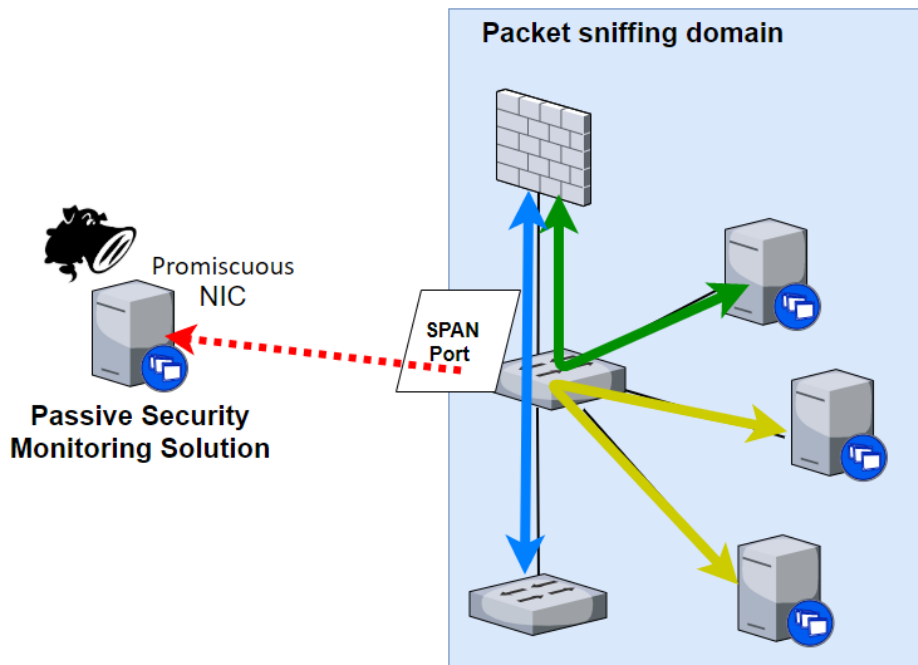 Packet sniffing domain
Promiscuous
NIC
SPAN
Port
Passive Security
Monitoring Solution